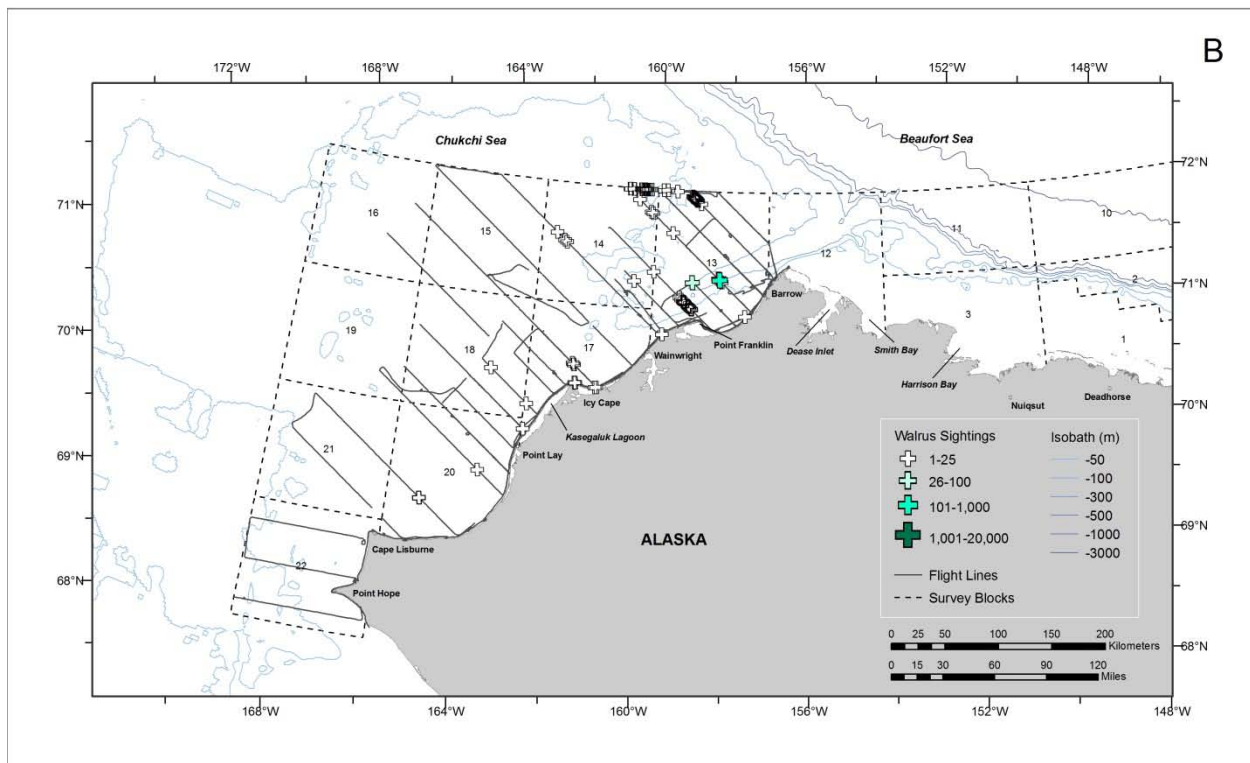 B
172°W 168°W 164°W 160°W 156°W 152°W 148°W
Chukchi Sea
Beaufort Sea
72°N
71°N
16
15
10
11
14
13
12
2
71°N
Barrow
70°N
19
18
17
3
1
Point Franklin
Wainwright
Dease Inlet
Smith Bay
Harrison Bay
Icy Cape
Nuiqsut
Deadhorse
70°N
Kasegaluk Lagoon
69°N
21
20
Point Lay
Walrus Sightings
1-25
26-100
101-1,000
1,001-20,000
Flight Lines
Survey Blocks
Isobath (m)
-50
-100
-300
-500
-1000
-3000
69°N
ALASKA
Cape Lisburne
22
68°N
Point Hope
0 25 50 100 150 200
Kilometers
0 15 30 60 90 120
Miles
68°N
168°W 164°W 160°W 156°W 152°W 148°W